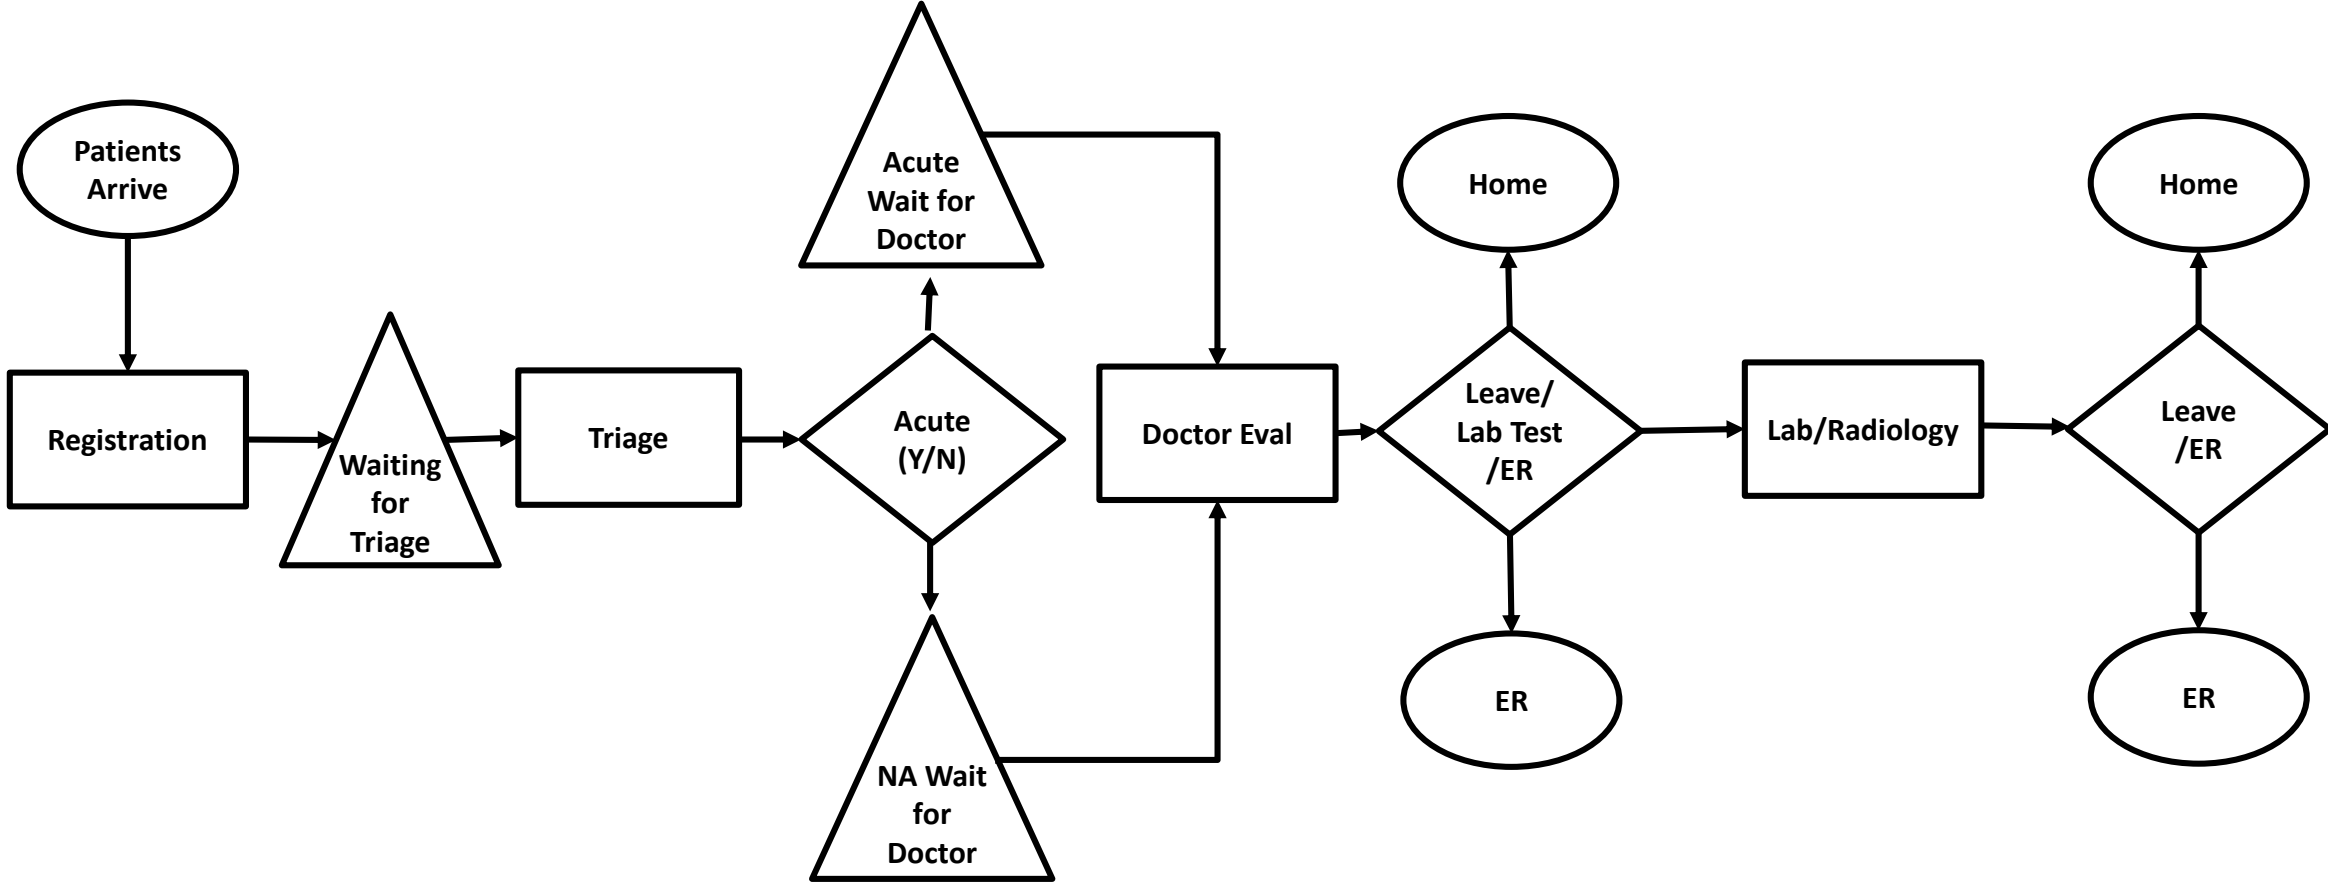 Patients
Arrive
Registration
Waiting
for
Triage
Triage
Acute
(Y/N)
Acute
Wait for
Doctor
NA Wait
for
Doctor
Doctor Eval
Leave/
Lab Test
/ER
Home
ER
Lab/Radiology
Leave
/ER
Home
ER